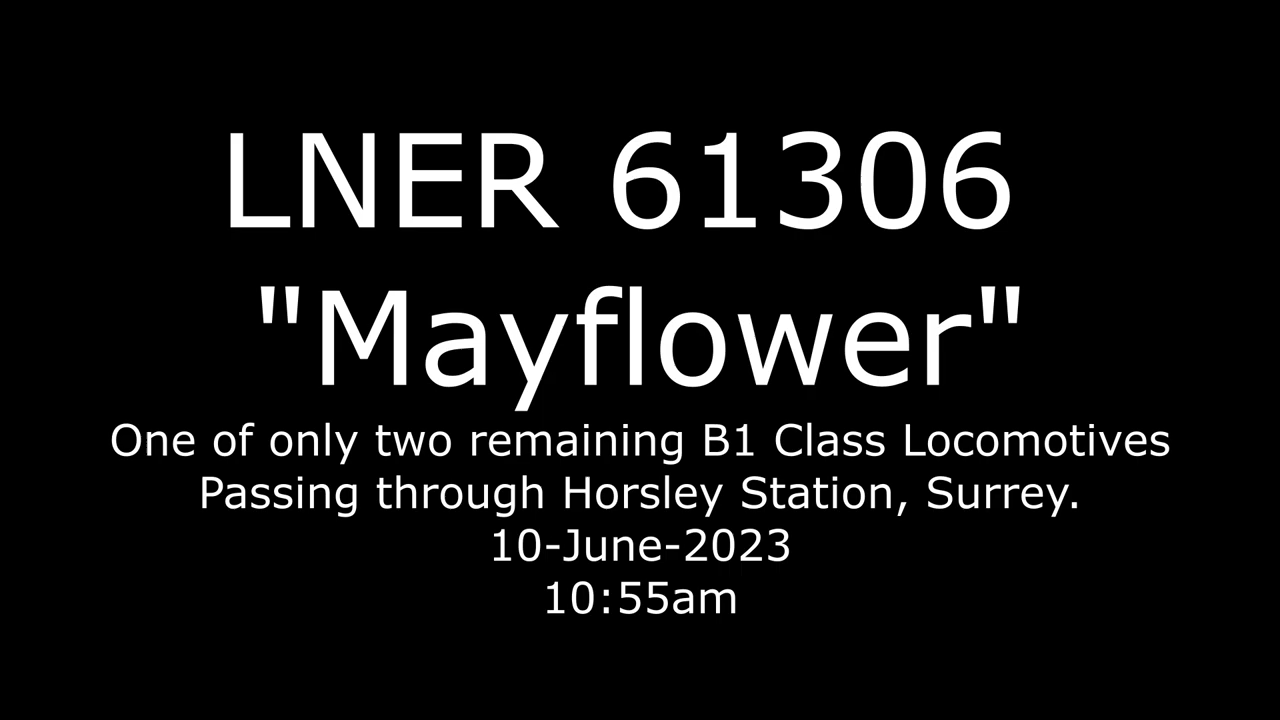 LNER 61306
"Mayflower"
One of only two remaining B1 Class Locomotives
Passing through Horsley Station, Surrey.
10-June-2023
10:55am